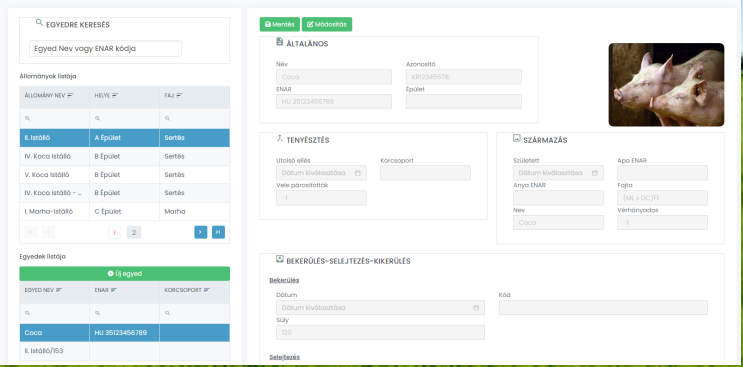 EGYEDRE KERESÉS
Egyed Nev vagy ENAR kódja
Állományok listája
ÁLLOMÁNY NEV
HELYE
FAJ
II. Istálló
A Épület
Sertés
IV. Koca Istálló
B Épület
Sertés
V. Koca Istálló
B Épület
Sertés
IV. Koca Istálló - ...
B Épület
Sertés
I. Marha-Istálló
C Épület
Marha
1
2
Egyedek listája
Új egyed
EGYED NEV
ENAR
KORCSOPORT
Coca
HU 35123456789
II. Istálló/153
Mentés
Módosítás
ÁLTALÁNOS
Név
Azonosító
Coca
KR12345678
ENAR
Épület
HU 35123456789
TENYÉSZTÉS
Utolsó ellés
Korcsoport
Dátum kiválasztása
Vele párosították
-1
SZÁRMAZÁS
Született
Apa ENAR
Dátum kiválasztása
Anya ENAR
Fajta
(ML x DC)F1
Nev
Vérhányados
Coca
-1
BEKERÜLÉS-SELEJTEZÉS-KIKERÜLÉS
Bekerülés
Dátum
Kód
Dátum kiválasztása
Súly
120
Selejtezés